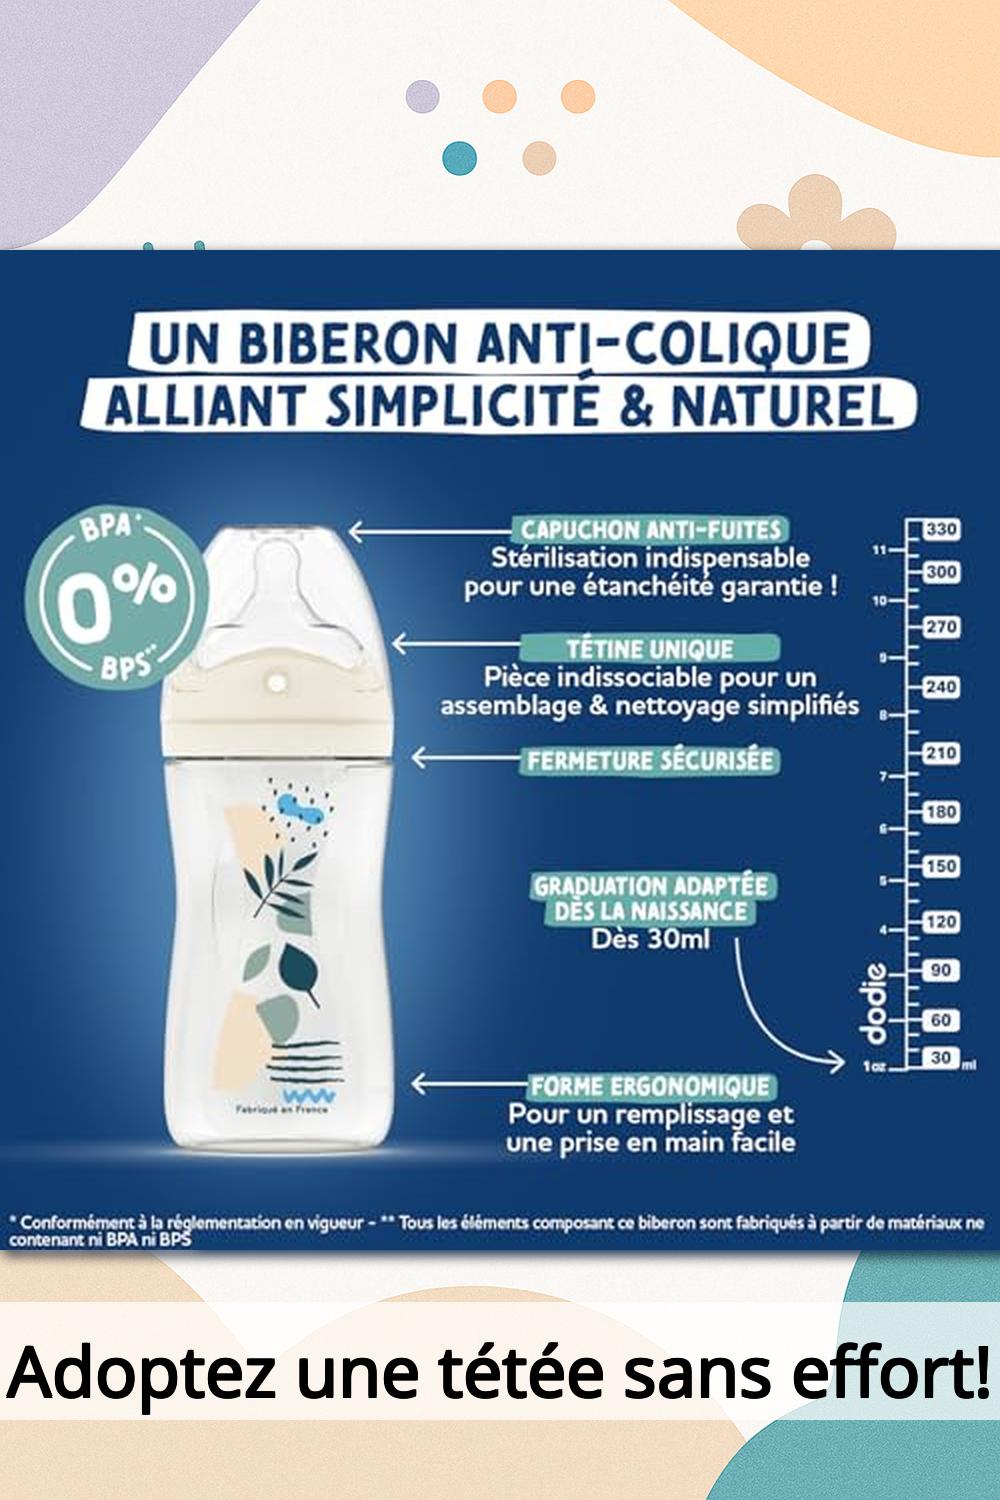 UN BIBERON ANTI-COLIQUE
ALLIANT SIMPLICITÉ & NATUREL
BPA*
0%
BPS**
CAPUCHON ANTI-FUITES
Stérilisation indispensable
pour une étanchéité garantie !
TÉTINE UNIQUE
Pièce indissociable pour un
assemblage & nettoyage simplifiés
FERMETURE SÉCURISÉE
GRADUATION ADAPTÉE
DÈS LA NAISSANCE
Dès 30ml
FORME ERGONOMIQUE
Pour un remplissage et
une prise en main facile
Fabriqué en France
330
11
300
10
270
9
240
8
210
7
180
6
150
5
120
4
90
dodie
60
30 ml
1 oz
* Conformément à la réglementation en vigueur - ** Tous les éléments composant ce biberon sont fabriqués à partir de matériaux ne
contenant ni BPA ni BPS
Adoptez une tétée sans effort!